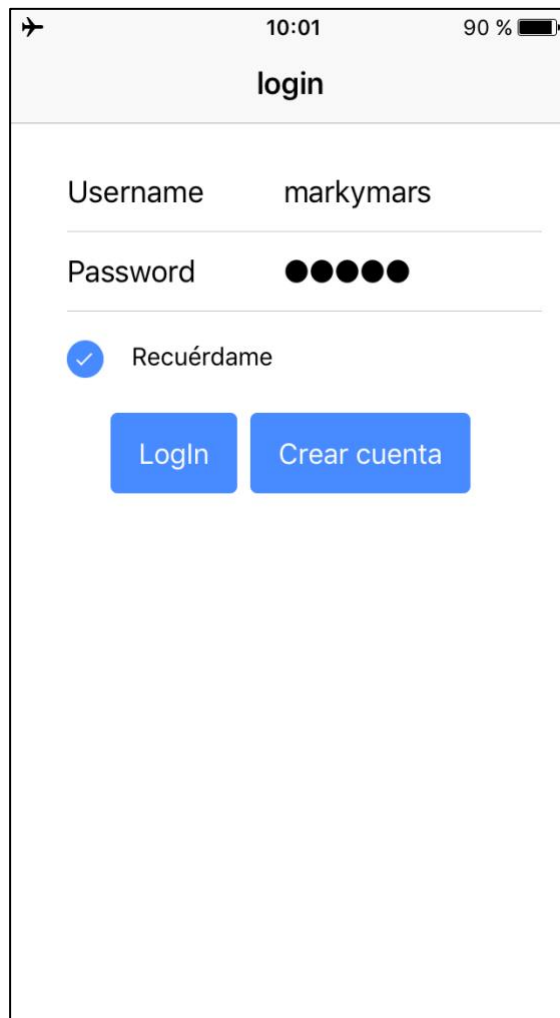 10:01 90 %
login
Username markymars
Password ●●●●●
Recuérdame
LogIn Crear cuenta